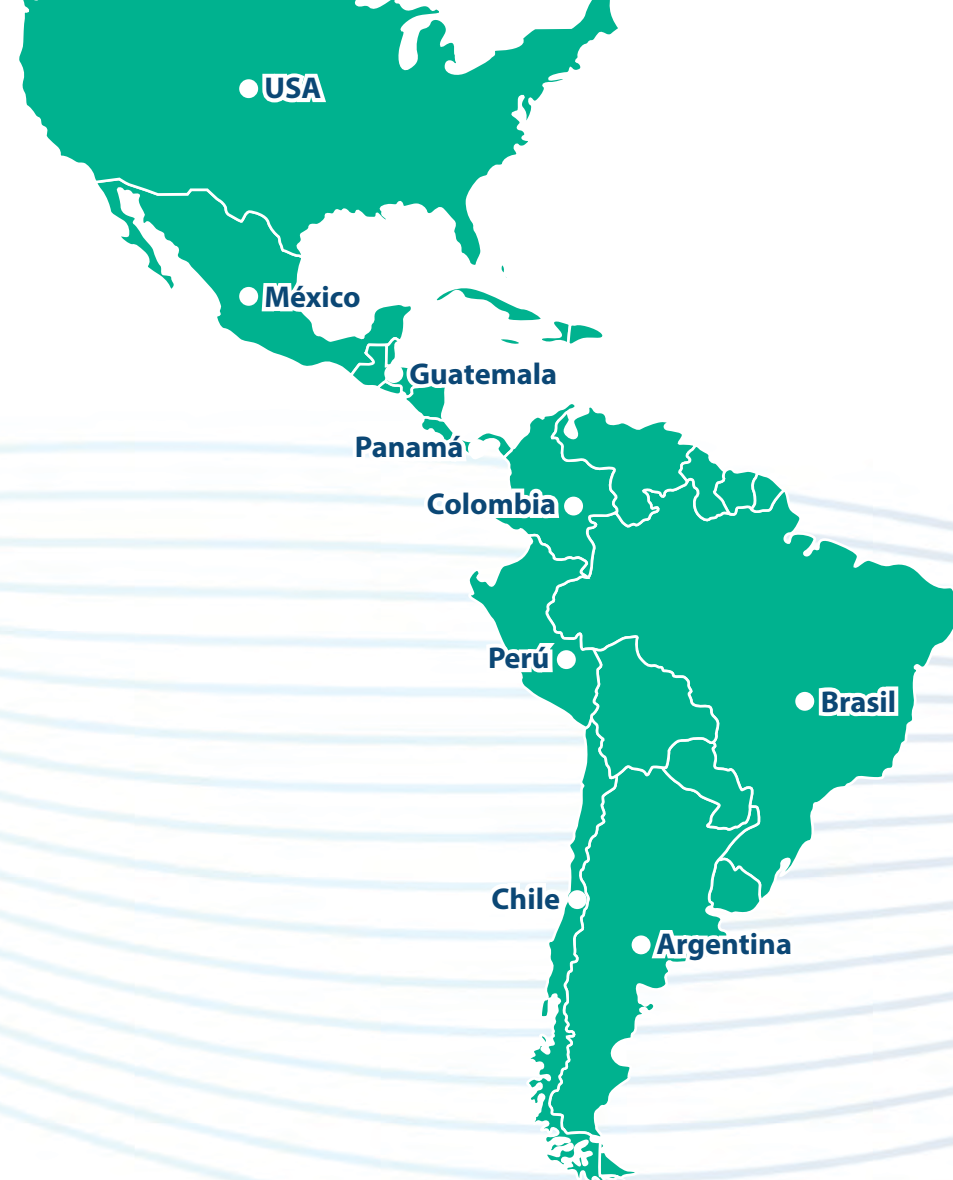 USA
México
Guatemala
Panamá
Colombia
Perú
Brasil
Chile
Argentina